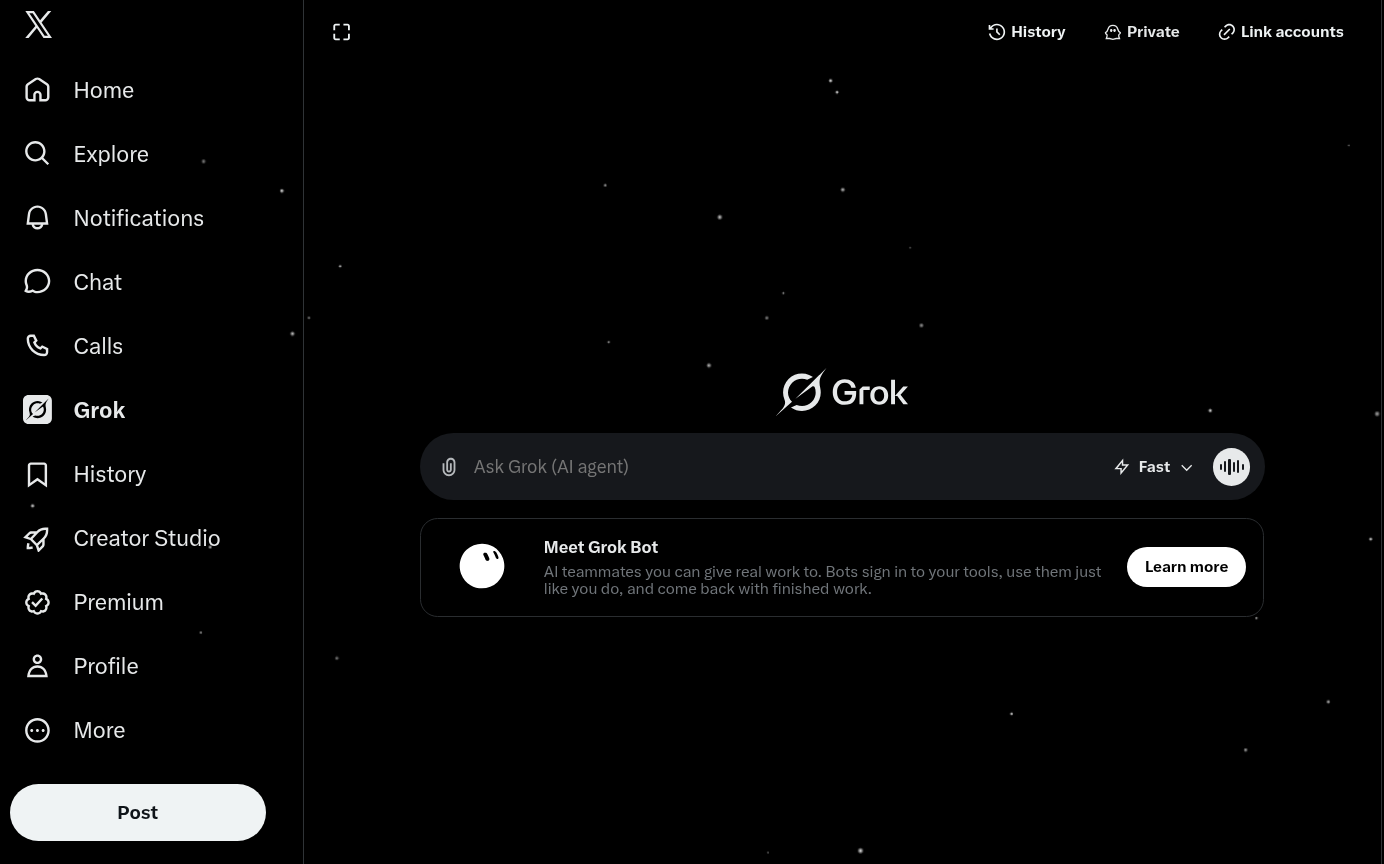 Home
Explore
Notifications
Chat
Calls
Grok
History
Creator Studio
Premium
Profile
More
Post
History
Private
Link accounts
Grok
Ask Grok (AI agent)
Fast
Meet Grok Bot
AI teammates you can give real work to. Bots sign in to your tools, use them just
like you do, and come back with finished work.
Learn more